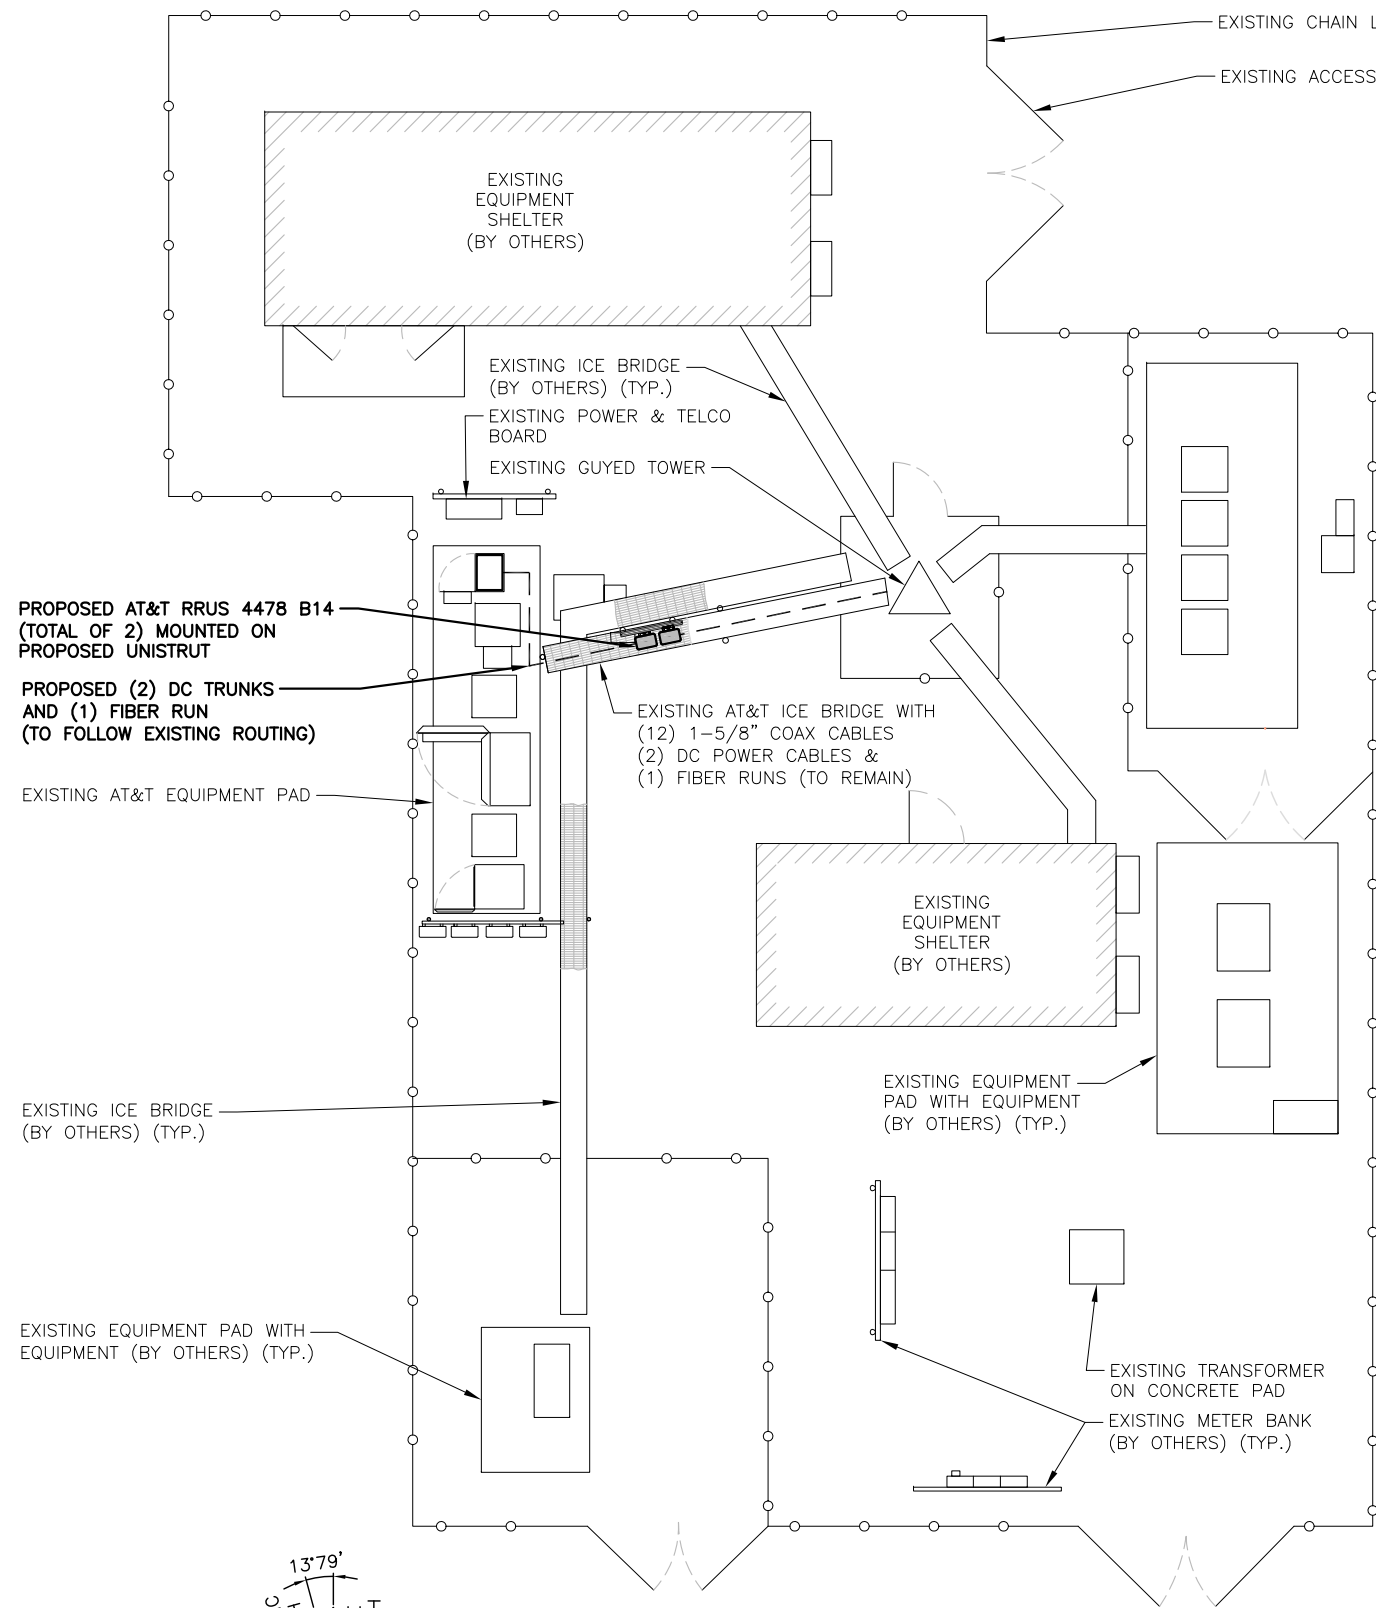 EXISTING CHAIN L
EXISTING ACCESS
EXISTING
EQUIPMENT
SHELTER
(BY OTHERS)
EXISTING ICE BRIDGE
(BY OTHERS) (TYP.)
EXISTING POWER & TELCO
BOARD
EXISTING GUYED TOWER
PROPOSED AT&T RRUS 4478 B14
(TOTAL OF 2) MOUNTED ON
PROPOSED UNISTRUT
PROPOSED (2) DC TRUNKS
AND (1) FIBER RUN
(TO FOLLOW EXISTING ROUTING)
EXISTING AT&T ICE BRIDGE WITH
(12) 1-5/8" COAX CABLES
(2) DC POWER CABLES &
(1) FIBER RUNS (TO REMAIN)
EXISTING AT&T EQUIPMENT PAD
EXISTING
EQUIPMENT
SHELTER
(BY OTHERS)
EXISTING EQUIPMENT
PAD WITH EQUIPMENT
(BY OTHERS) (TYP.)
EXISTING ICE BRIDGE
(BY OTHERS) (TYP.)
EXISTING EQUIPMENT PAD WITH
EQUIPMENT (BY OTHERS) (TYP.)
EXISTING TRANSFORMER
ON CONCRETE PAD
EXISTING METER BANK
(BY OTHERS) (TYP.)
13°79'